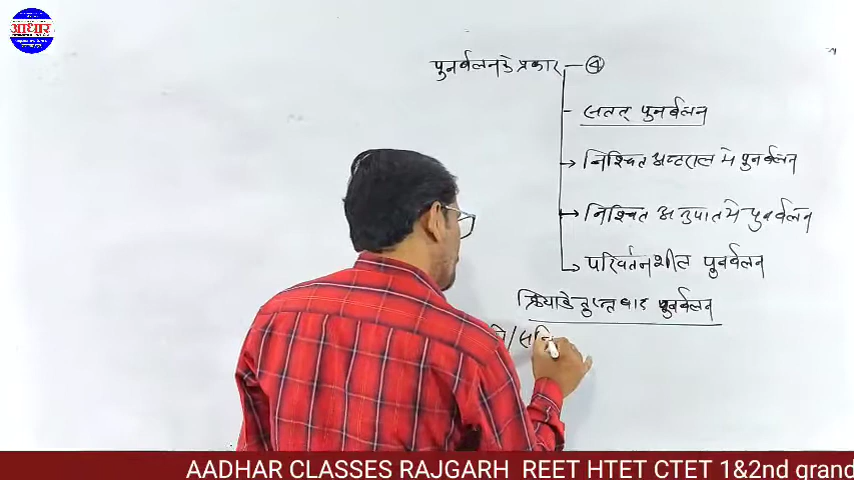 आधार
पुनर्बलन के प्रकार — ④
सतत् पुनर्बलन
निश्चित अन्तराल मे पुनर्बलन
निश्चित अनुपात मे पुनर्बलन
परिवर्तनशील पुनर्बलन
क्रिया के तुरन्त बाद पुनर्बलन
AADHAR CLASSES RAJGARH REET HTET CTET 1&2nd grand